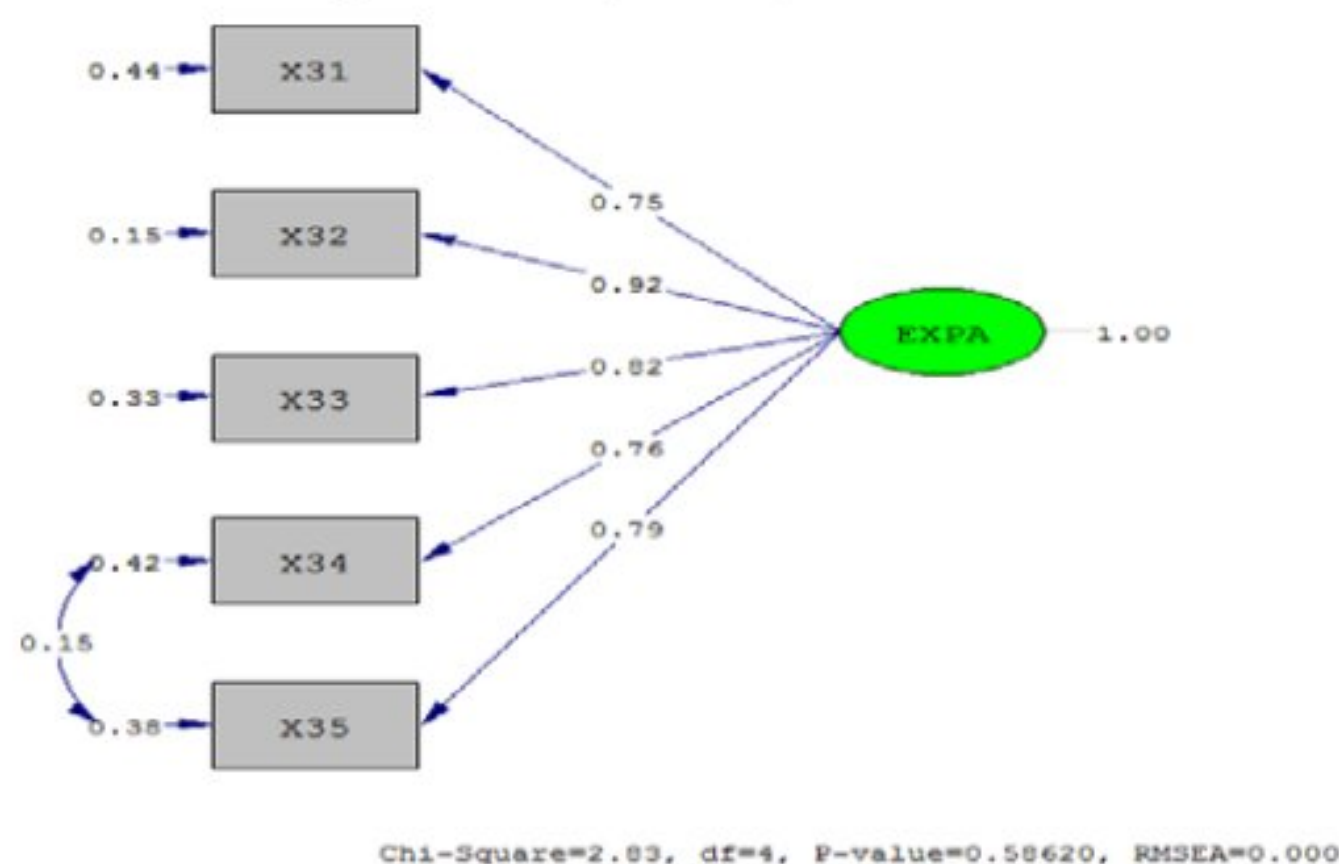 0.44 X31
0.75
0.15 X32
0.92
EXPA 1.00
0.82
0.33 X33
0.76
0.79
0.42 X34
0.15
0.38 X35
Chi-Square=2.83, df=4, P-value=0.58620, RMSEA=0.000